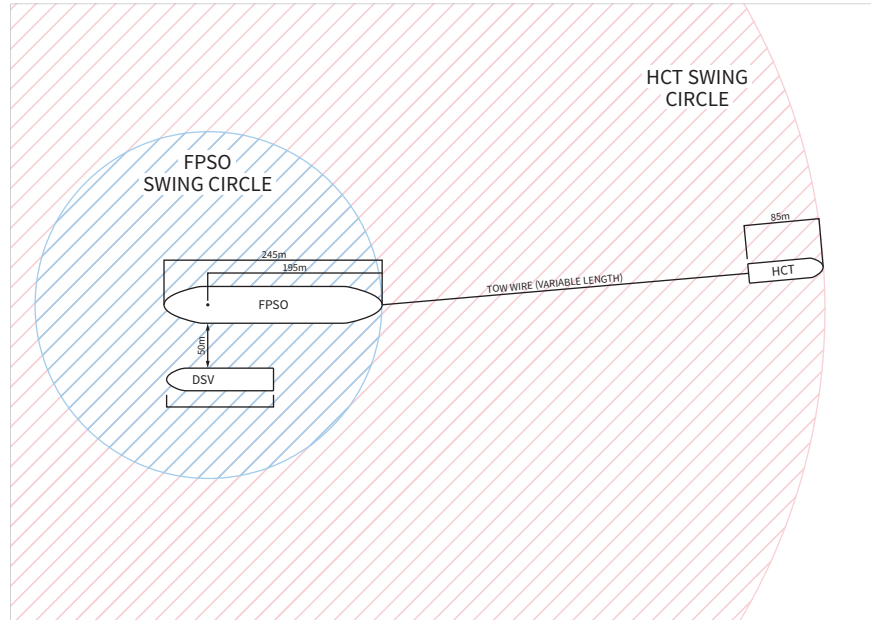 HCT SWING
CIRCLE
FPSO
SWING CIRCLE
85m
245m
195m
HCT
TOW WIRE (VARIABLE LENGTH)
FPSO
50m
DSV